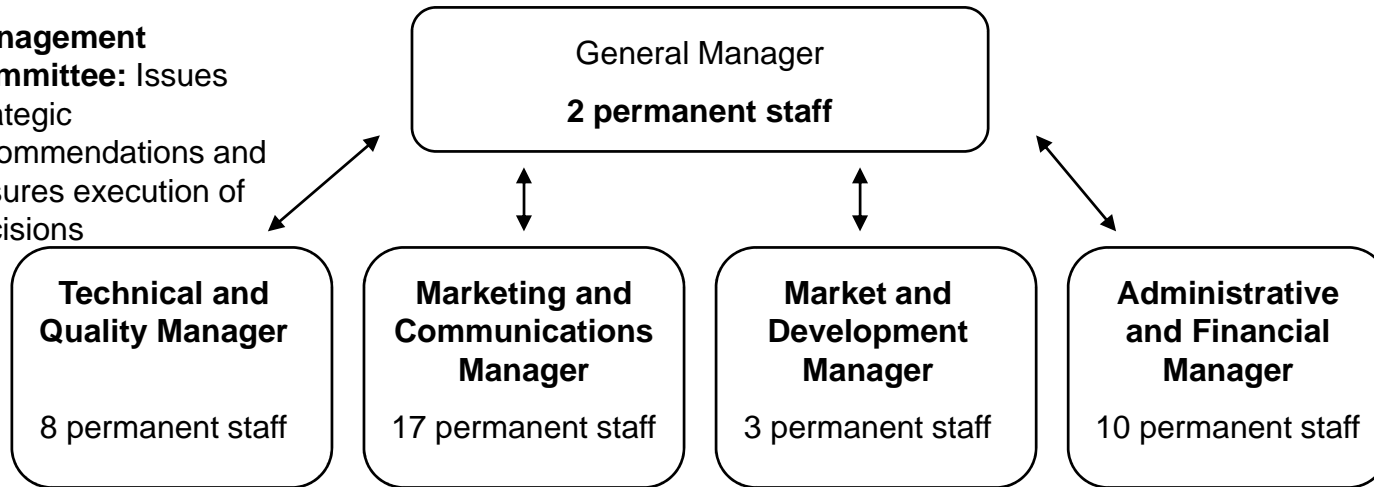 nagement
mmittee: Issues
ategic
ommendations and
sures execution of
cisions
General Manager
2 permanent staff
Technical and
Quality Manager
8 permanent staff
Marketing and
Communications
Manager
17 permanent staff
Market and
Development
Manager
3 permanent staff
Administrative
and Financial
Manager
10 permanent staff